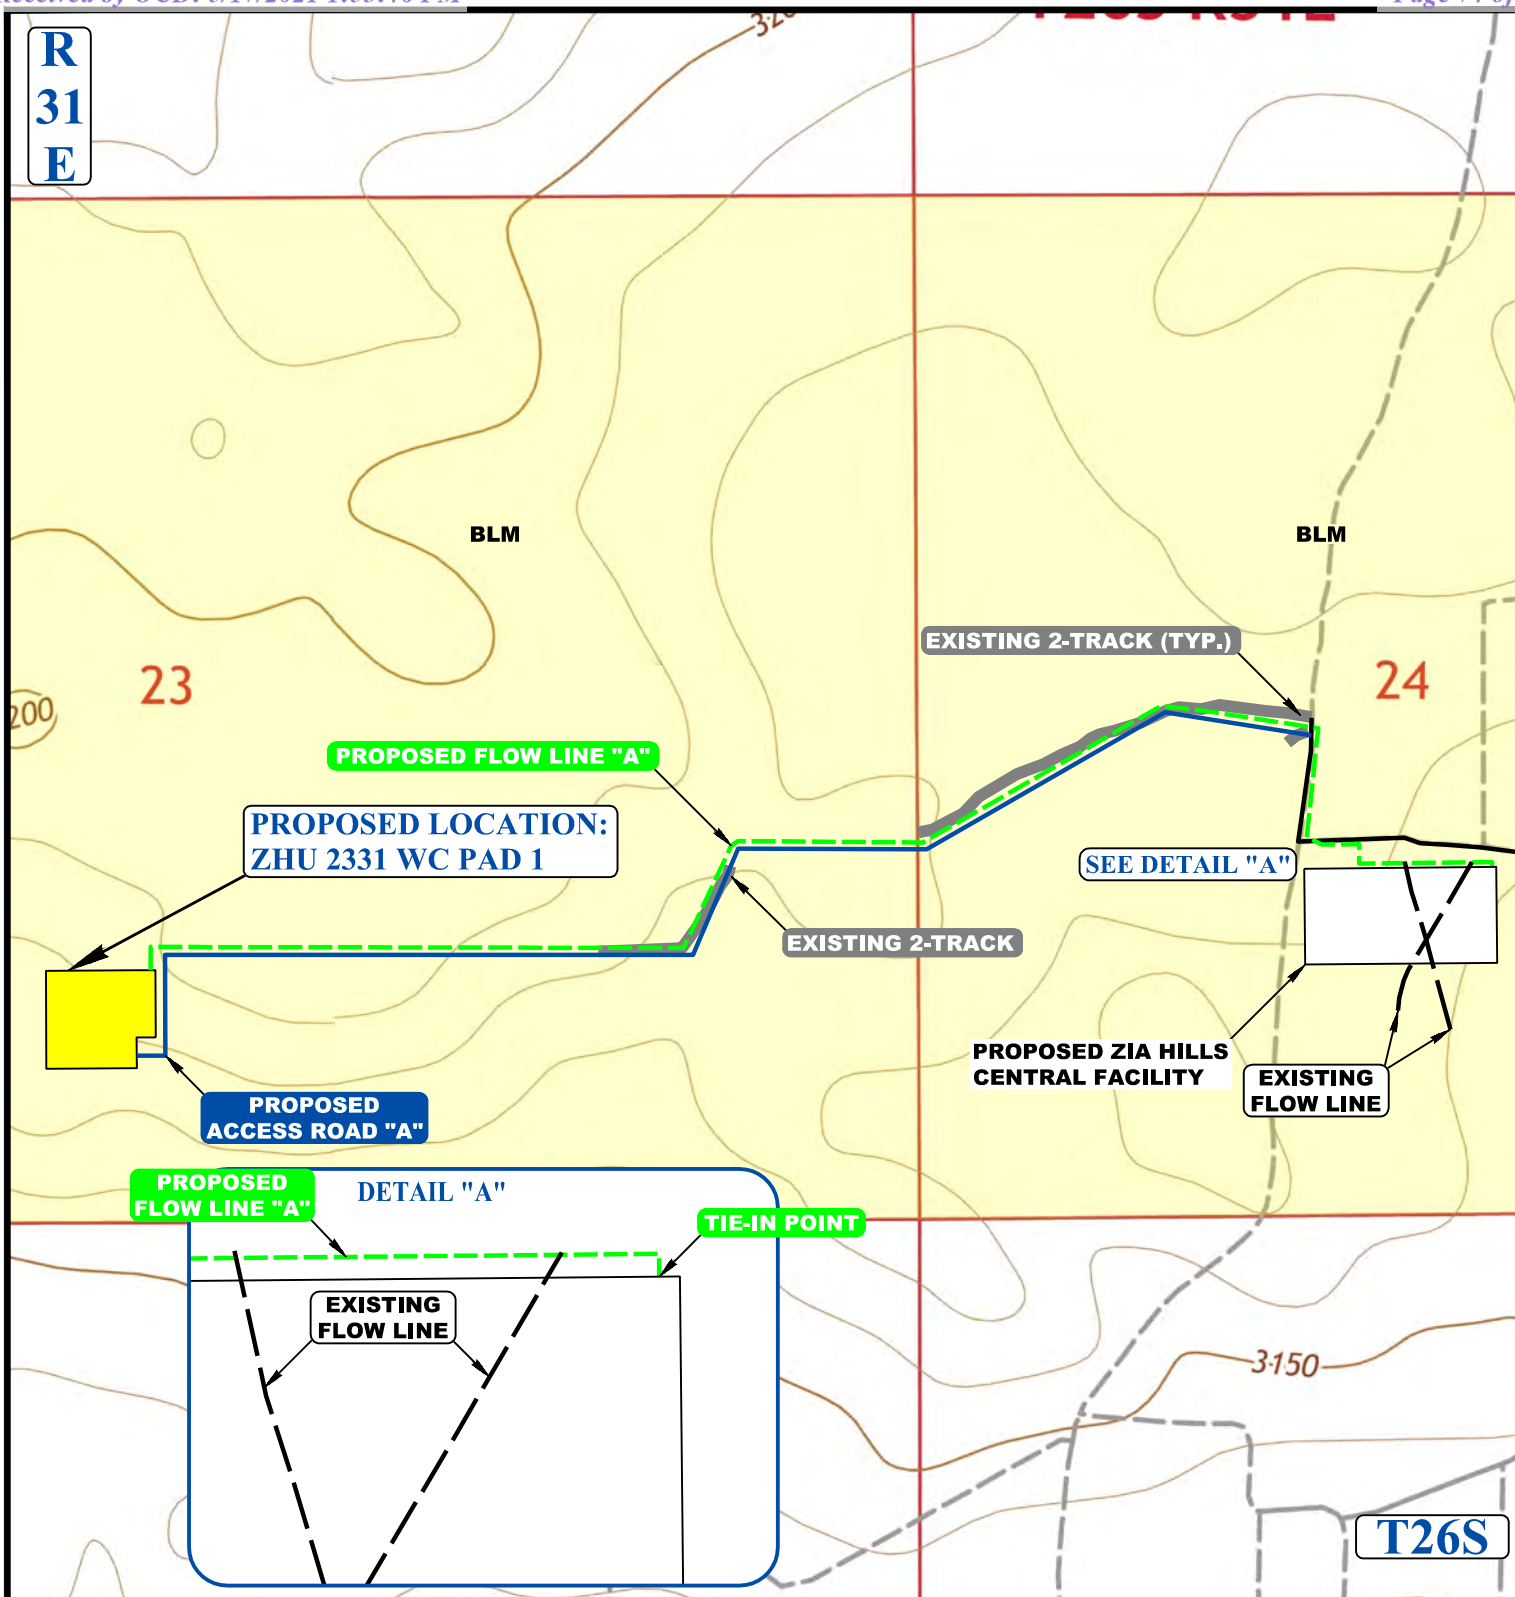 R
31
E
BLM
BLM
EXISTING 2-TRACK (TYP.)
23
24
200
PROPOSED FLOW LINE "A"
PROPOSED LOCATION:
ZHU 2331 WC PAD 1
SEE DETAIL "A"
EXISTING 2-TRACK
PROPOSED ZIA HILLS
CENTRAL FACILITY
EXISTING
FLOW LINE
PROPOSED
ACCESS ROAD "A"
PROPOSED
FLOW LINE "A"
DETAIL "A"
TIE-IN POINT
EXISTING
FLOW LINE
3150
T26S